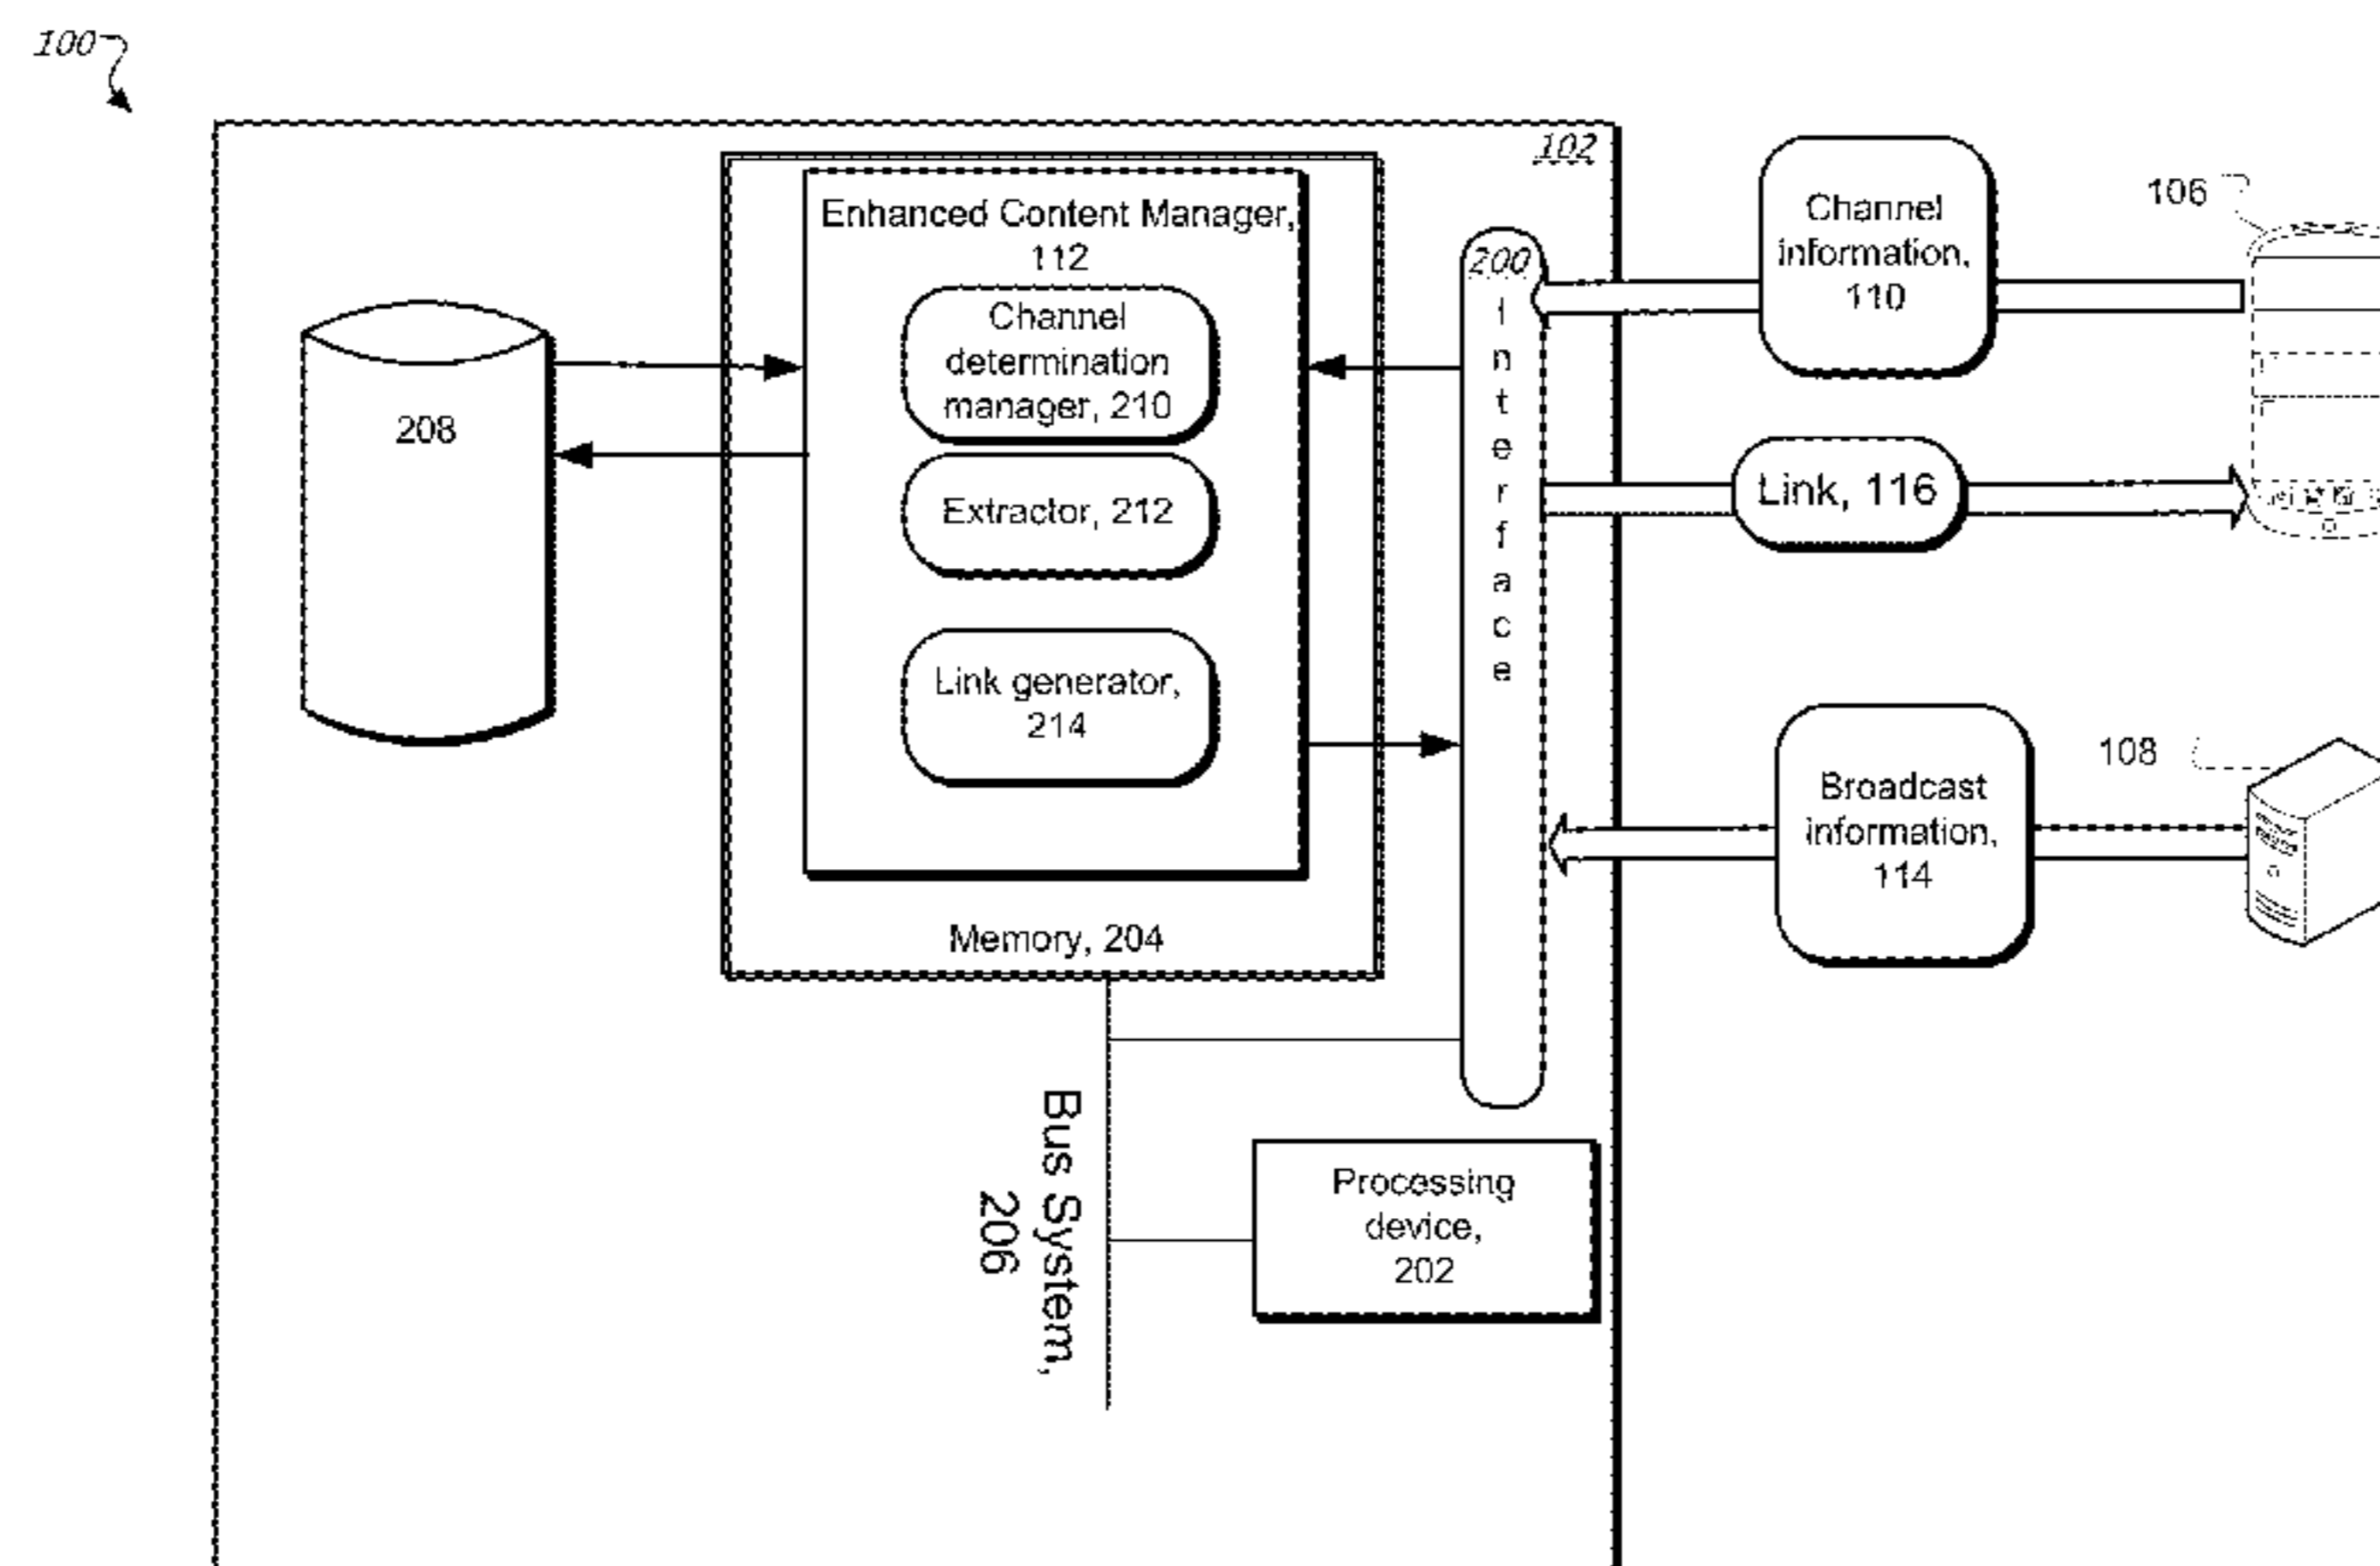 100
102
Enhanced Content Manager,
112
Channel
determination
manager, 210
Extractor, 212
Link generator,
214
Memory, 204
208
200
Interface
Channel
information,
110
106
Link, 116
Broadcast
information,
114
108
Bus System,
206
Processing
device,
202